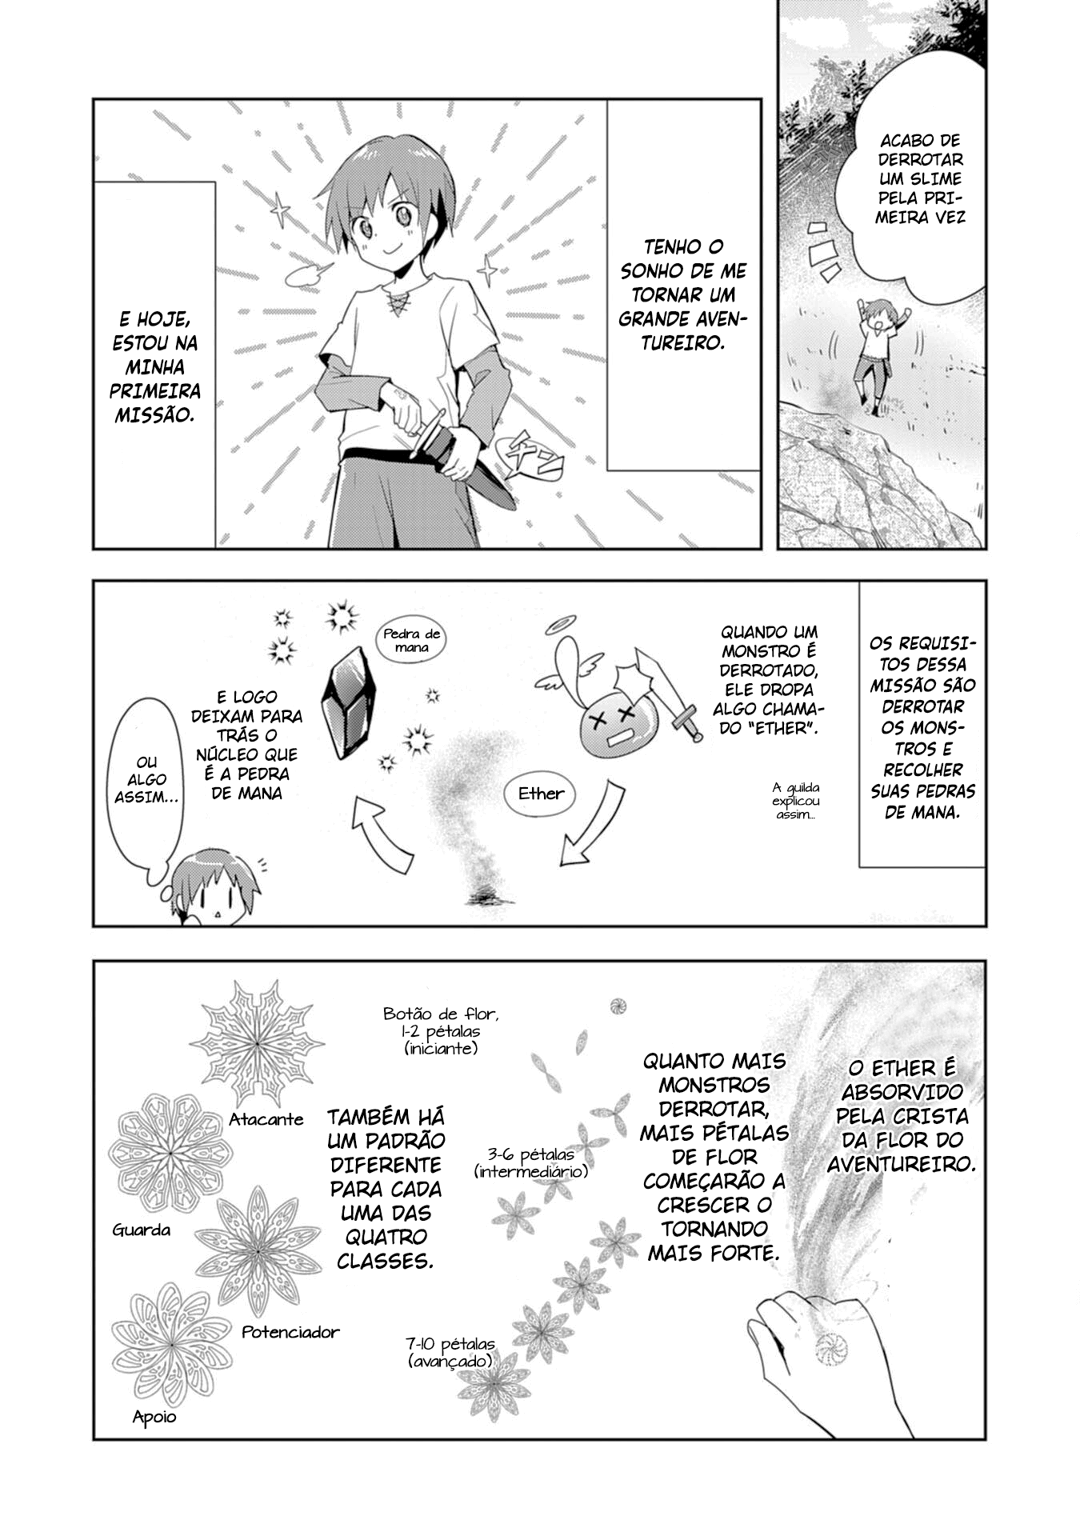 ACABO DE
DERROTAR
UM SLIME
PELA PRI-
MEIRA VEZ
TENHO O
SONHO DE ME
TORNAR UM
GRANDE AVEN-
TUREIRO.
チン
E HOJE,
ESTOU NA
MINHA
PRIMEIRA
MISSÃO.
OS REQUISI-
TOS DESSA
MISSÃO SÃO
DERROTAR
OS MONS-
TROS E
RECOLHER
SUAS PEDRAS
DE MANA.
QUANDO UM
MONSTRO É
DERROTADO,
ELE DROPA
ALGO CHAMA-
DO "ETHER".
A guilda
explicou
assim...
Ether
Pedra de
mana
E LOGO
DEIXAM PARA
TRÁS O
NÚCLEO QUE
É A PEDRA
DE MANA
OU
ALGO
ASSIM...
O ETHER É
ABSORVIDO
PELA CRISTA
DA FLOR DO
AVENTUREIRO.
QUANTO MAIS
MONSTROS
DERROTAR,
MAIS PÉTALAS
DE FLOR
COMEÇARÃO A
CRESCER O
TORNANDO
MAIS FORTE.
Botão de flor,
1-2 pétalas
(iniciante)
3-6 pétalas
(intermediário)
7-10 pétalas
(avançado)
TAMBÉM HÁ
UM PADRÃO
DIFERENTE
PARA CADA
UMA DAS
QUATRO
CLASSES.
Atacante
Guarda
Potenciador
Apoio